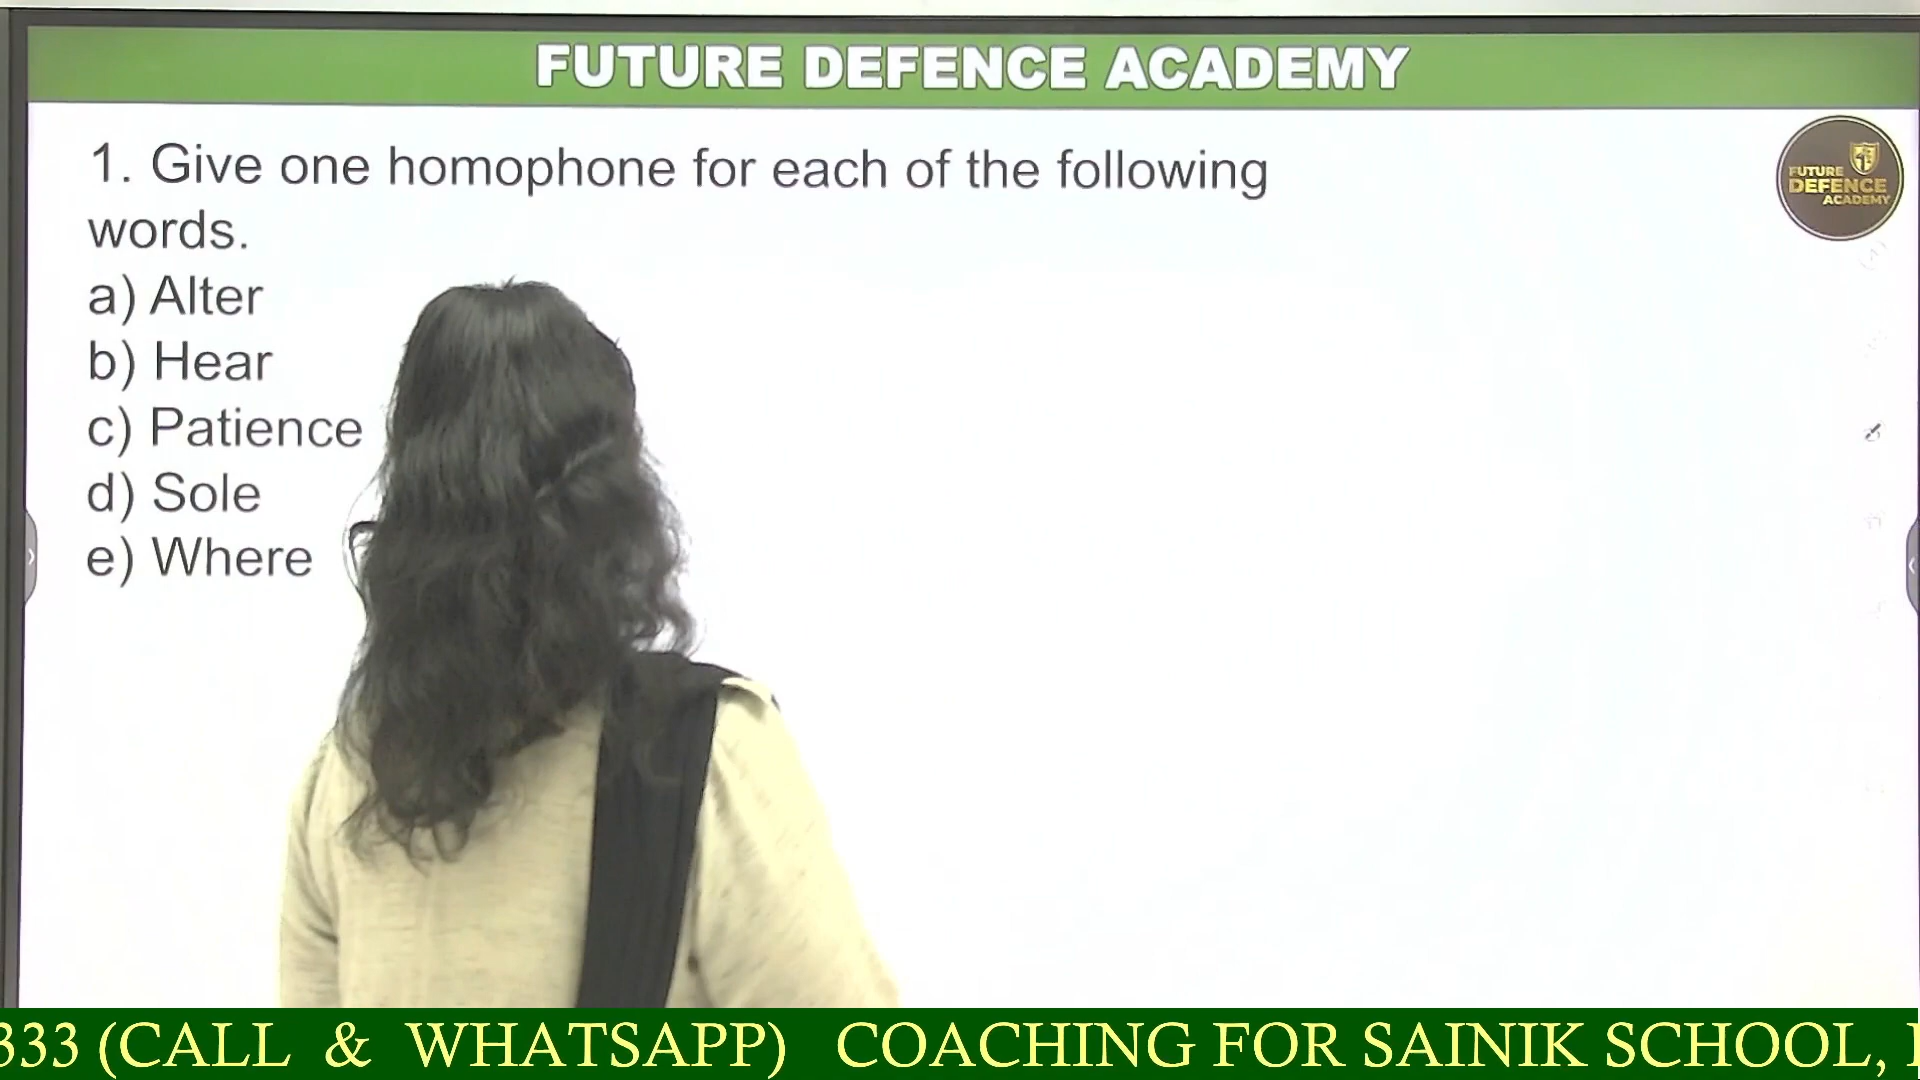 FUTURE DEFENCE ACADEMY
1. Give one homophone for each of the following
words.
a) Alter
b) Hear
c) Patience
d) Sole
e) Where
FUTURE
DEFENCE
ACADEMY
333 (CALL & WHATSAPP) COACHING FOR SAINIK SCHOOL,